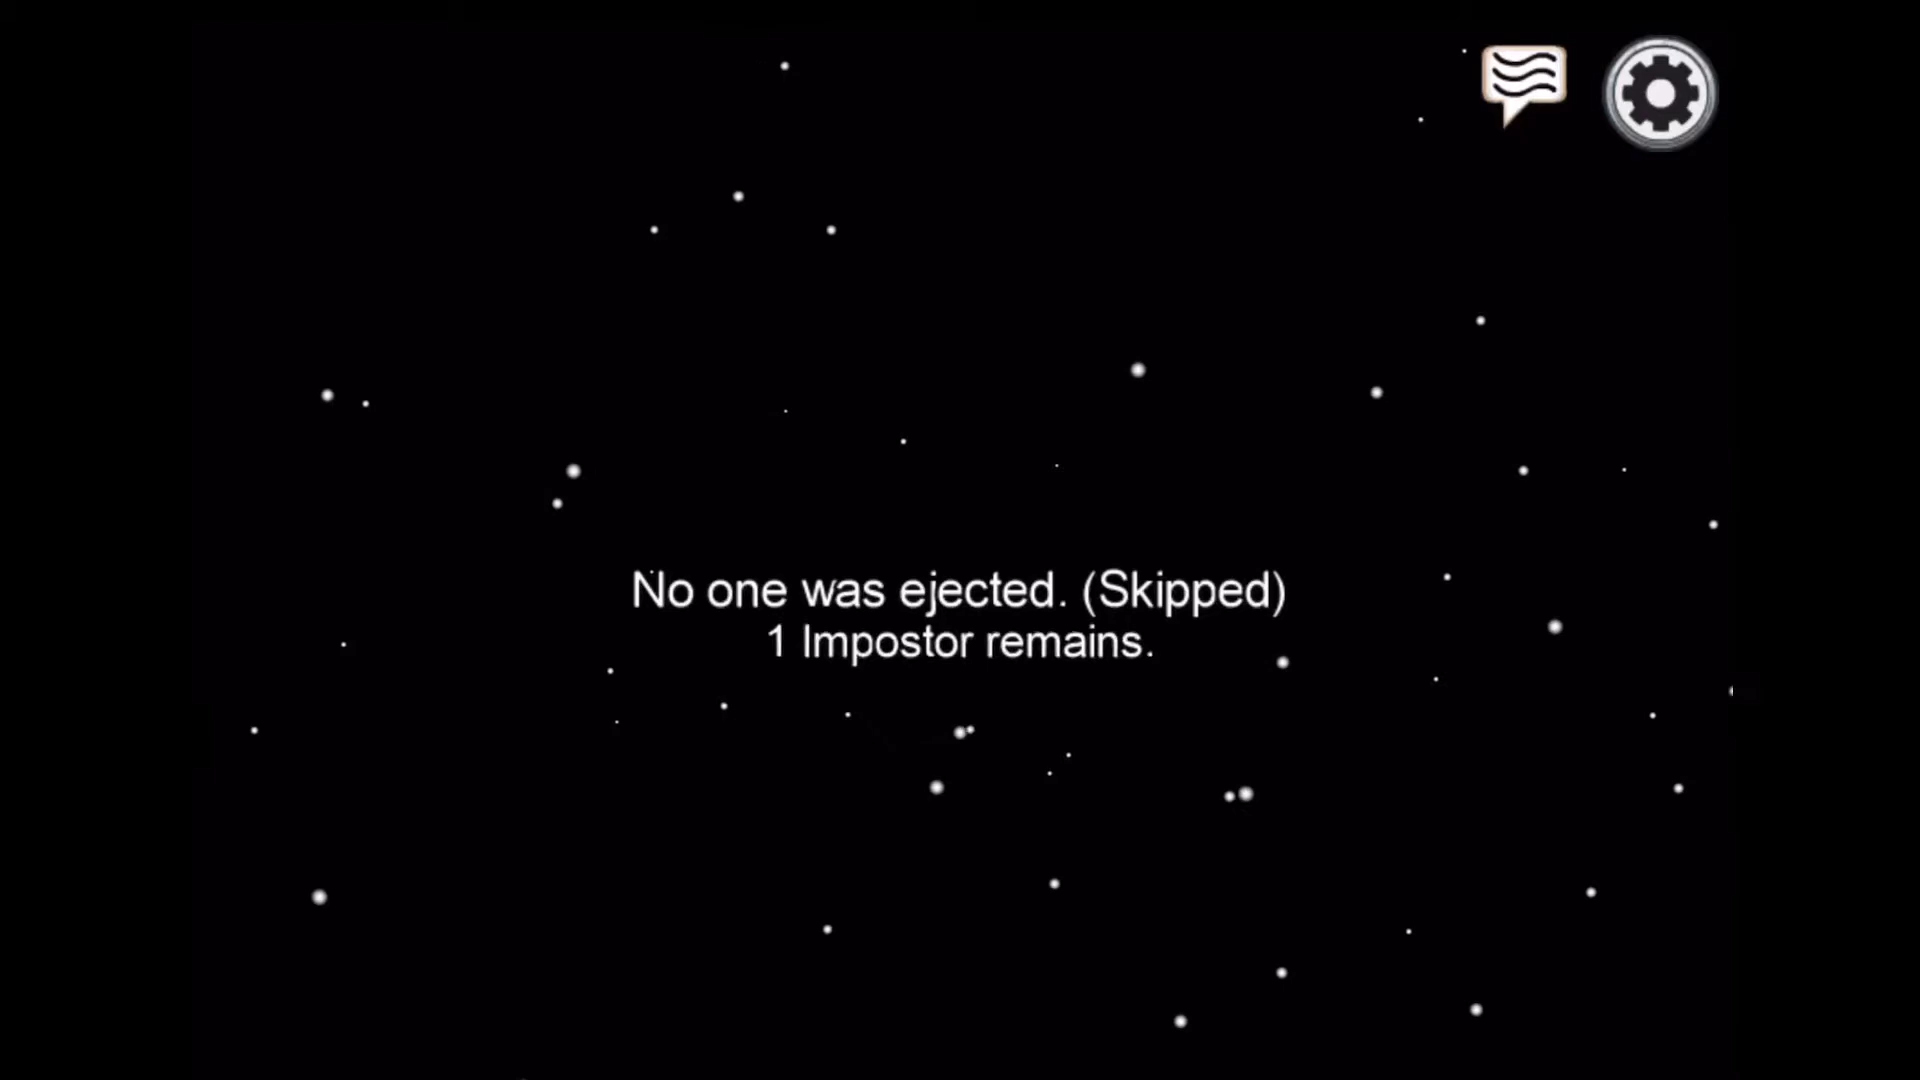 No one was ejected. (Skipped)
1 Impostor remains.